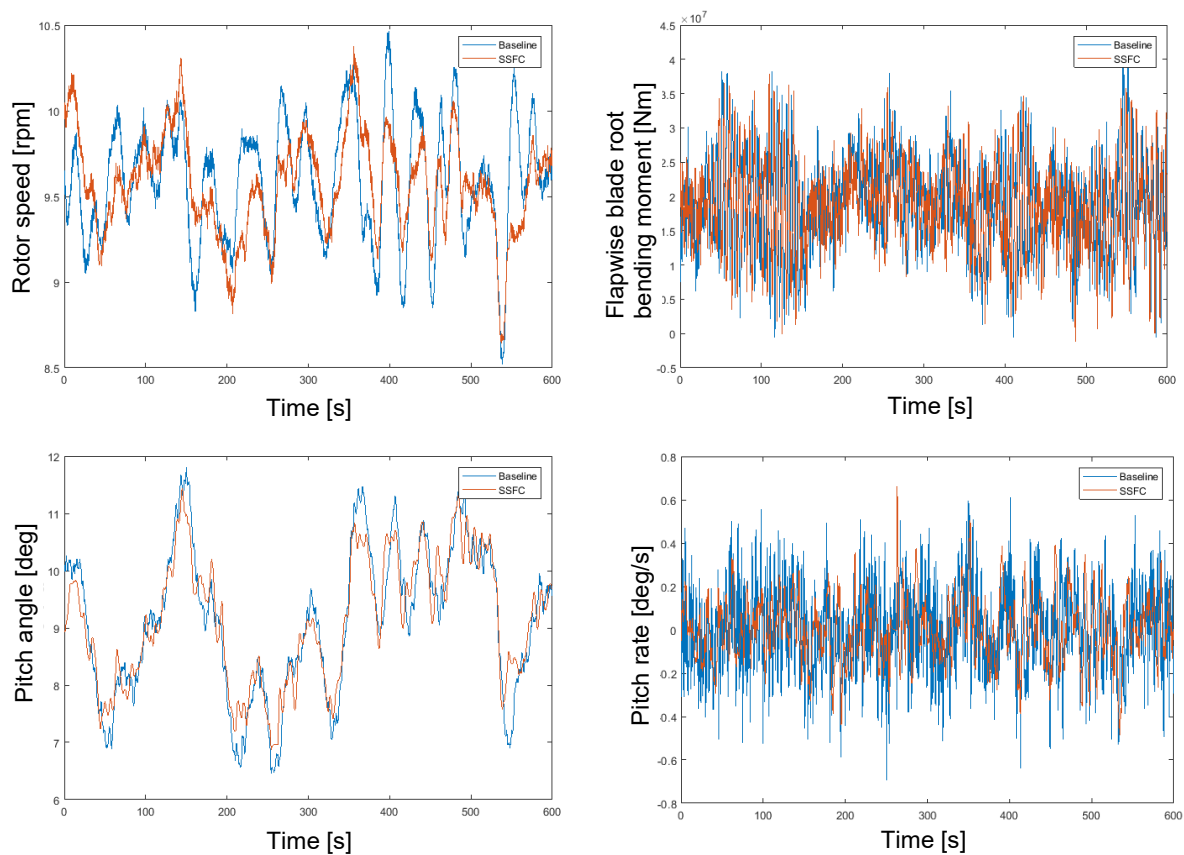 10.5
10
9.5
9
8.5
0 100 200 300 400 500 600
Rotor speed [rpm]
Time [s]
Baseline
SSFC
×10⁷
4.5
4
3.5
3
2.5
2
1.5
1
0.5
0
-0.5
0 100 200 300 400 500 600
Flapwise blade root
bending moment [Nm]
Time [s]
Baseline
SSFC
12
11
10
9
8
7
6
0 100 200 300 400 500 600
Pitch angle [deg]
Time [s]
Baseline
SSFC
0.8
0.6
0.4
0.2
0
0.2
-0.4
-0.6
-0.8
0 100 200 300 400 500 600
Pitch rate [deg/s]
Time [s]
Baseline
SSFC